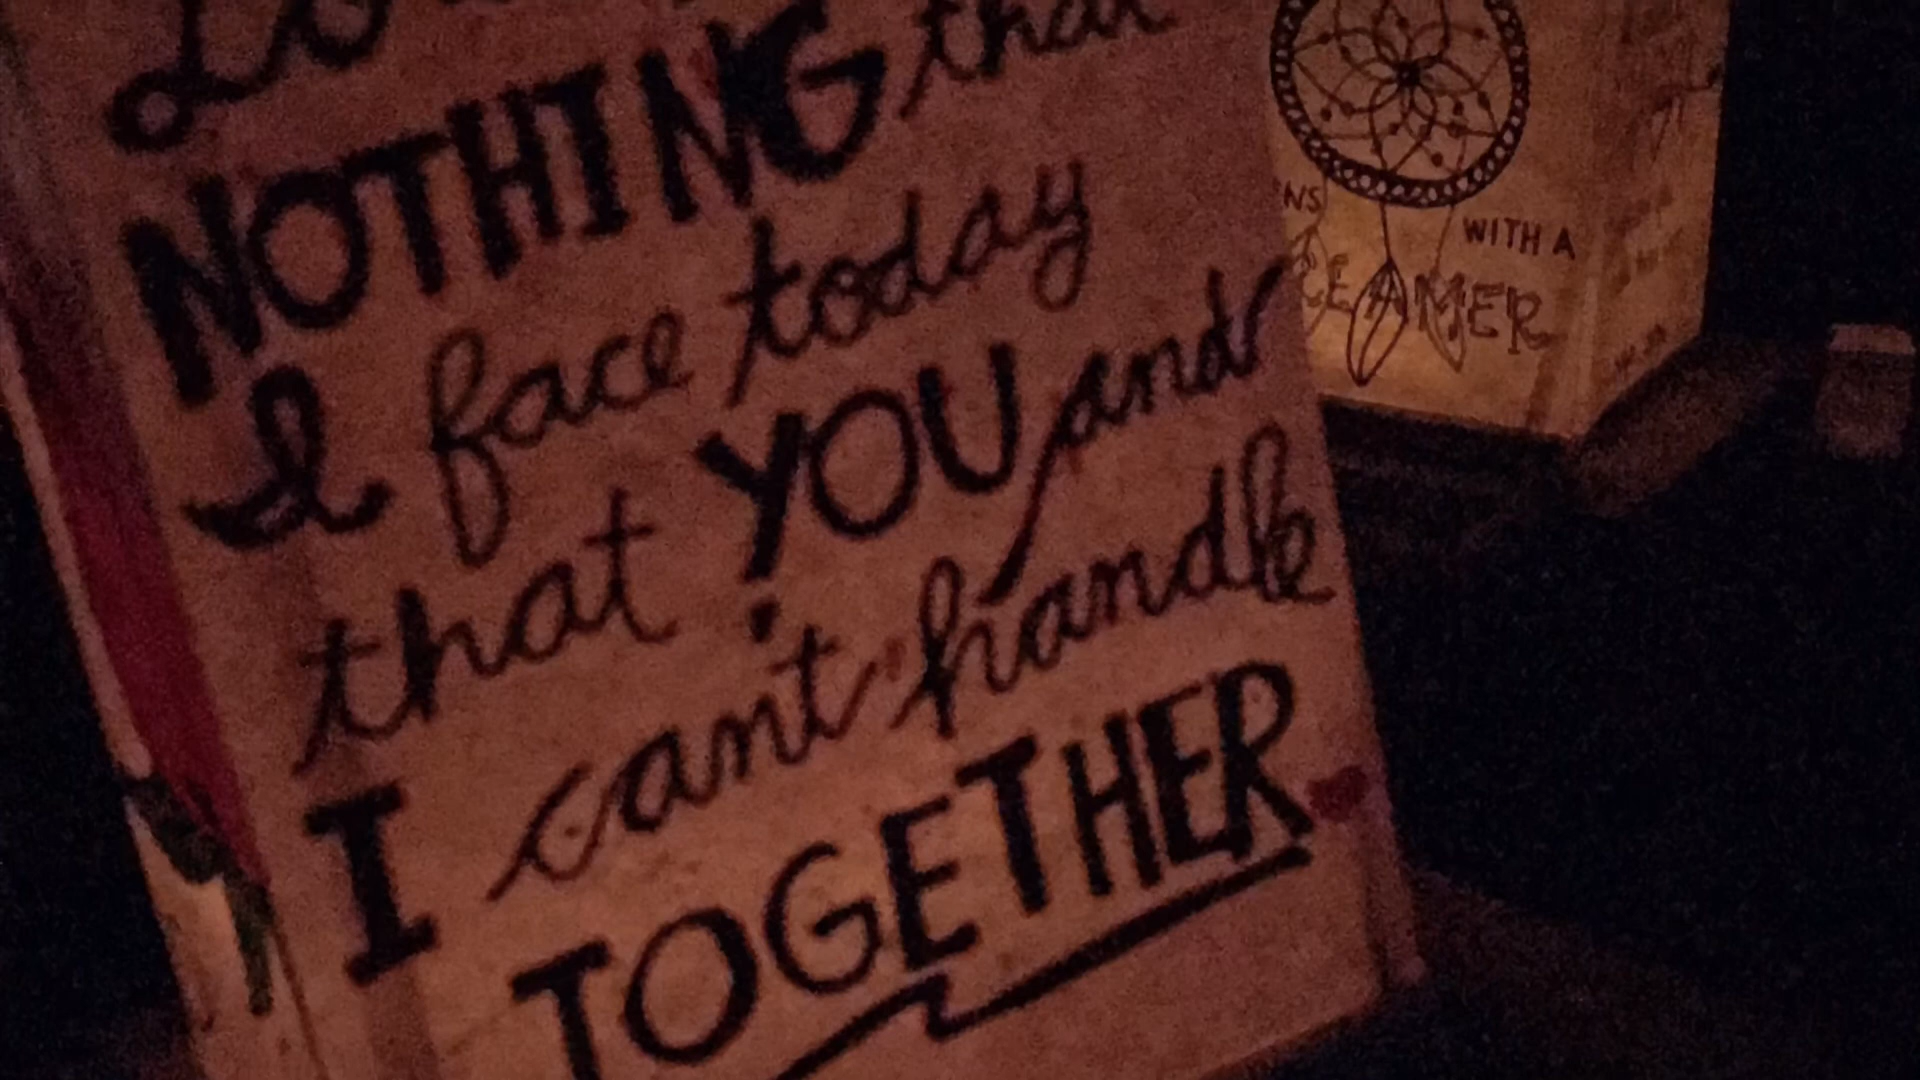 NOTHING that
I face today
that YOU and
I can't handle
TOGETHER
WITH A